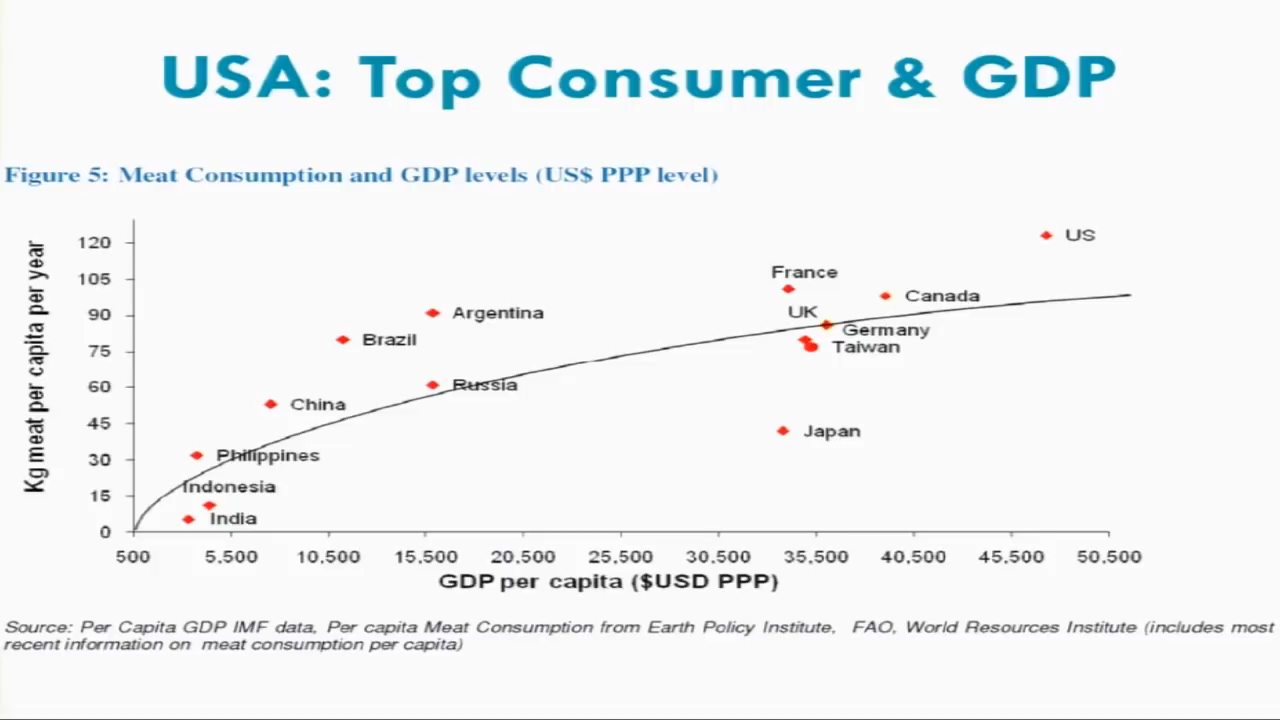 USA: Top Consumer & GDP
Figure 5: Meat Consumption and GDP levels (US$ PPP level)
Kg meat per capita per year
120
105
90
75
60
45
30
15
0
US
France
Canada
Argentina
UK
Germany
Brazil
Taiwan
Russia
China
Japan
Philippines
Indonesia
India
500 5,500 10,500 15,500 20,500 25,500 30,500 35,500 40,500 45,500 50,500
GDP per capita ($USD PPP)
Source: Per Capita GDP IMF data, Per capita Meat Consumption from Earth Policy Institute, FAO, World Resources Institute (includes most
recent information on meat consumption per capita)